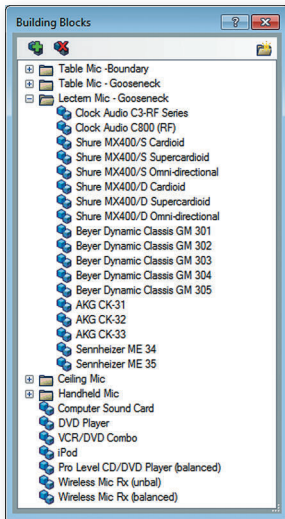 Building Blocks
Table Mic -Boundary
Table Mic - Gooseneck
Lectern Mic - Gooseneck
Clock Audio C3-RF Series
Clock Audio C800 (RF)
Shure MX400/S Cardioid
Shure MX400/S Supercardioid
Shure MX400/S Omni-directional
Shure MX400/D Cardioid
Shure MX400/D Supercardioid
Shure MX400/D Omni-directional
Beyer Dynamic Classis GM 301
Beyer Dynamic Classis GM 302
Beyer Dynamic Classis GM 303
Beyer Dynamic Classis GM 304
Beyer Dynamic Classis GM 305
AKG CK-31
AKG CK-32
AKG CK-33
Sennheizer ME 34
Sennheizer ME 35
Ceiling Mic
Handheld Mic
Computer Sound Card
DVD Player
VCR/DVD Combo
iPod
Pro Level CD/DVD Player (balanced)
Wireless Mic Rx (unbal)
Wireless Mic Rx (balanced)